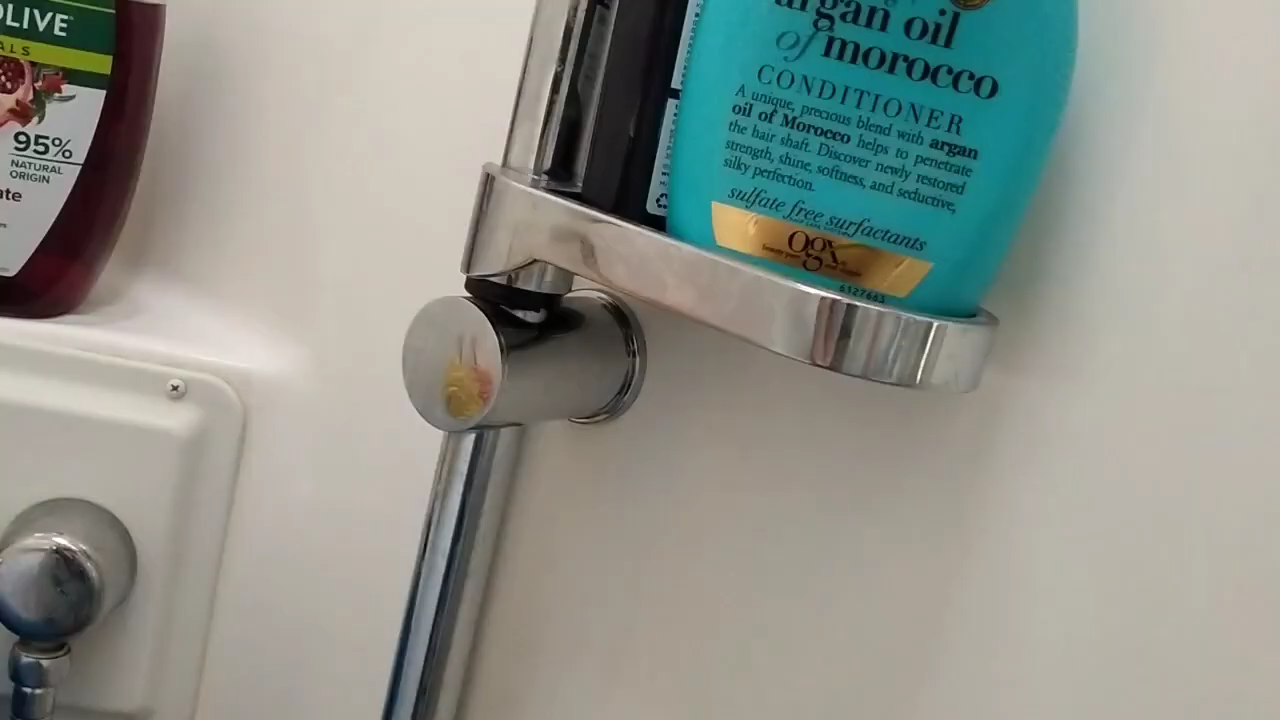 OLIVE
ALS
95%
NATURAL
ORIGIN
ate
argan oil
of morocco
CONDITIONER
A unique, precious blend with argan
oil of Morocco helps to penetrate
the hair shaft. Discover newly restored
strength, shine, softness, and seductive,
silky perfection.
sulfate free surfactants
ogx
6127663